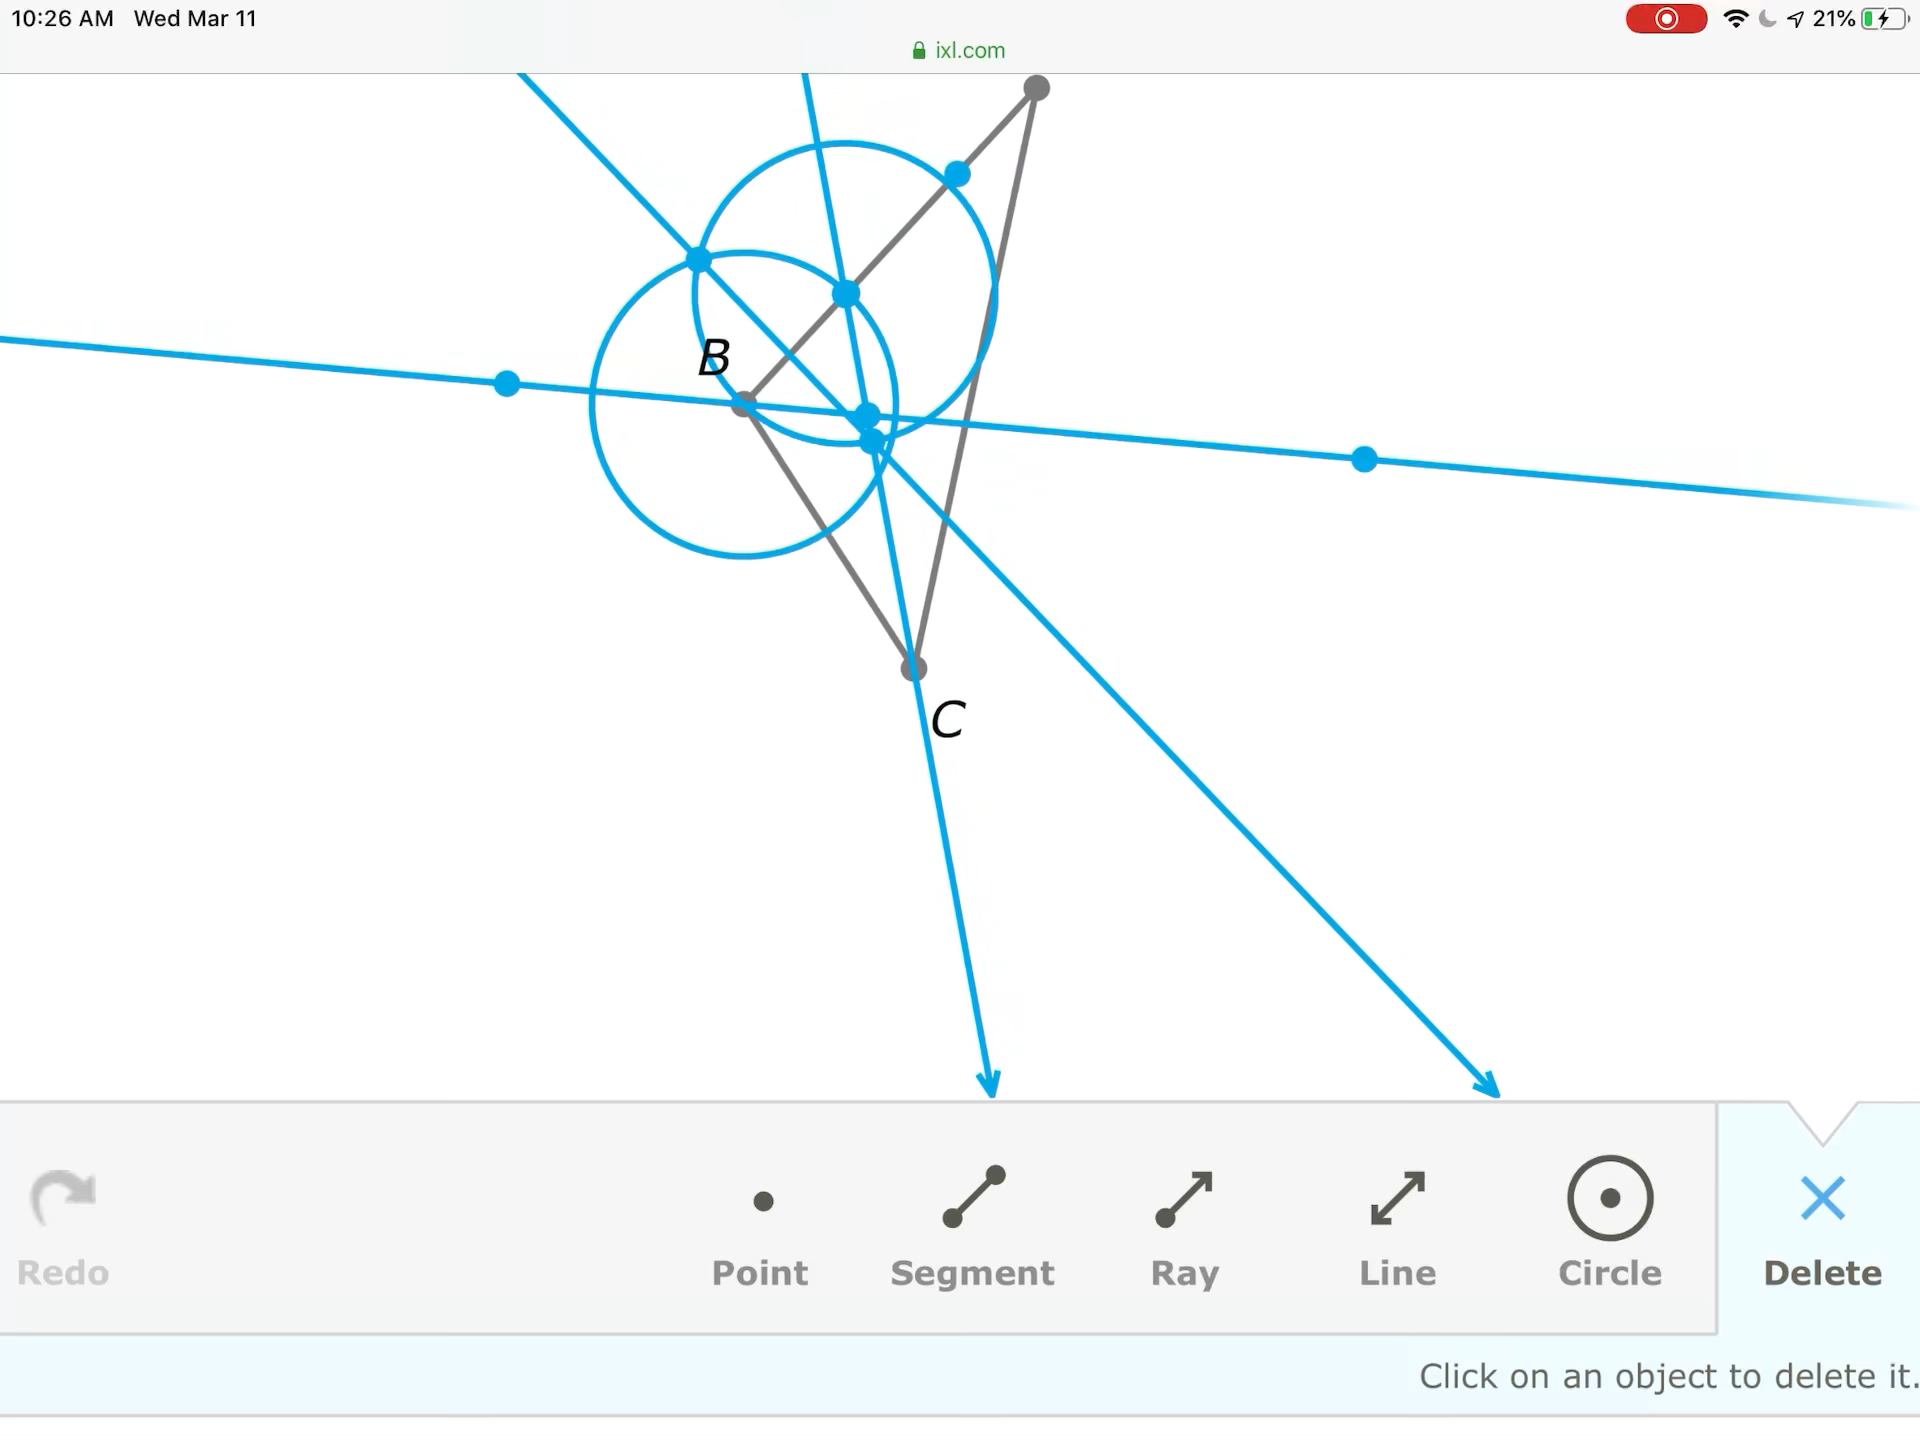 10:26 AM Wed Mar 11
21%
ixl.com
B
C
Redo
Point
Segment
Ray
Line
Circle
Delete
Click on an object to delete it.